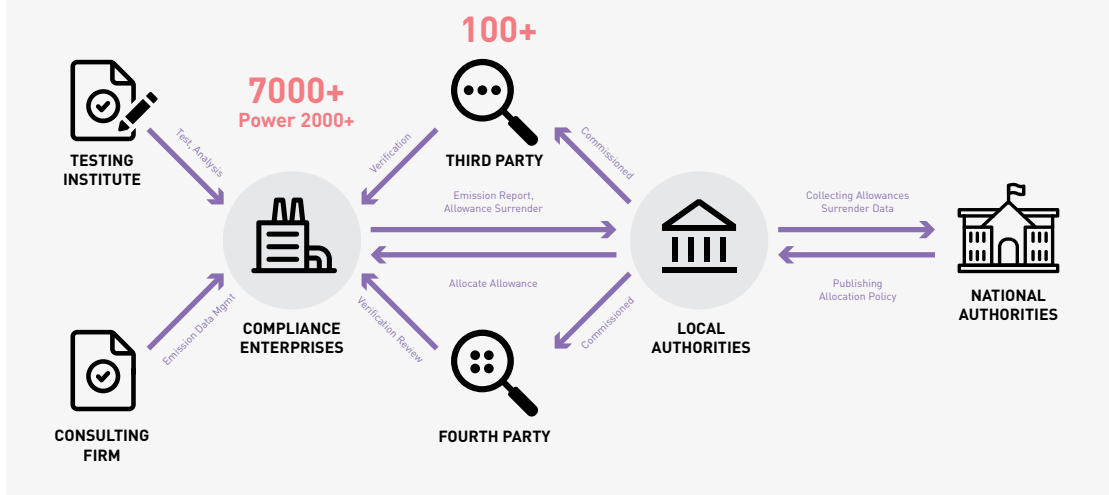 100+
7000+
Power 2000+
TESTING
INSTITUTE
Test, Analysis
Verification
THIRD PARTY
Commissioned
Emission Report,
Allowance Surrender
Collecting Allowances
Surrender Data
Allocate Allowance
Publishing
Allocation Policy
COMPLIANCE
ENTERPRISES
LOCAL
AUTHORITIES
NATIONAL
AUTHORITIES
Emission Data Mgmt
Verification Review
Commissioned
CONSULTING
FIRM
FOURTH PARTY